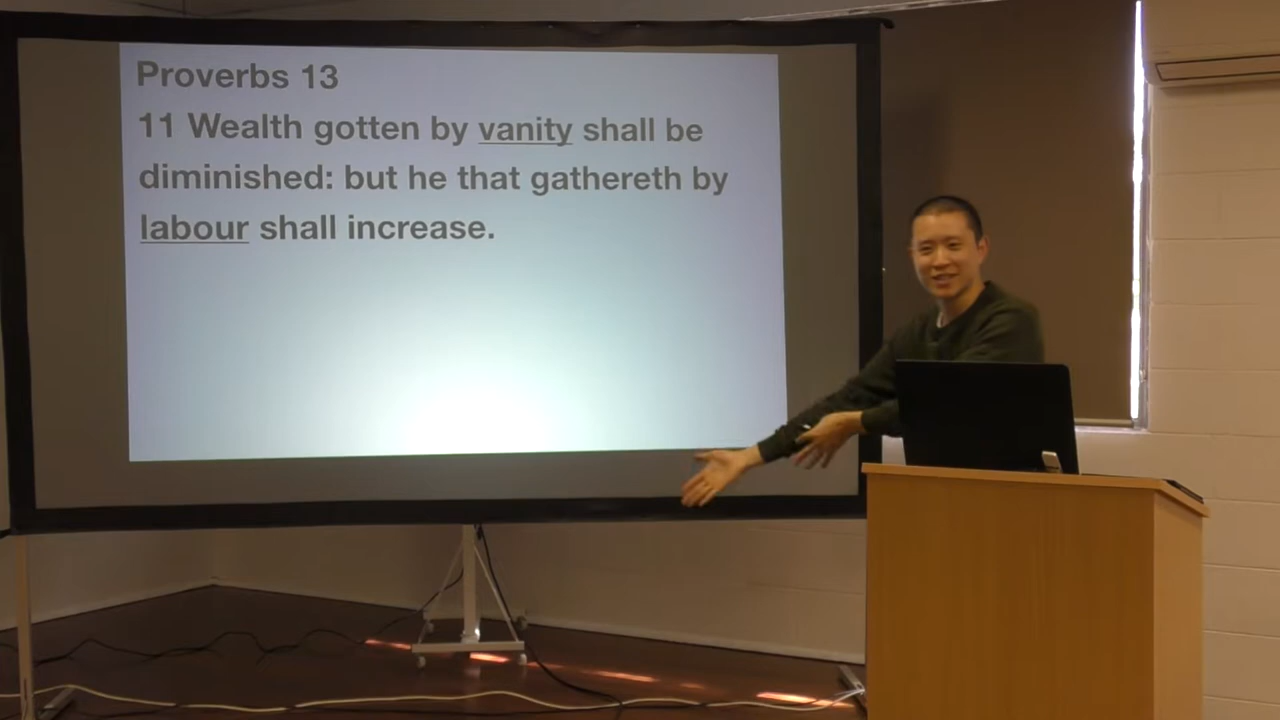 Proverbs 13
11 Wealth gotten by vanity shall be
diminished: but he that gathereth by
labour shall increase.